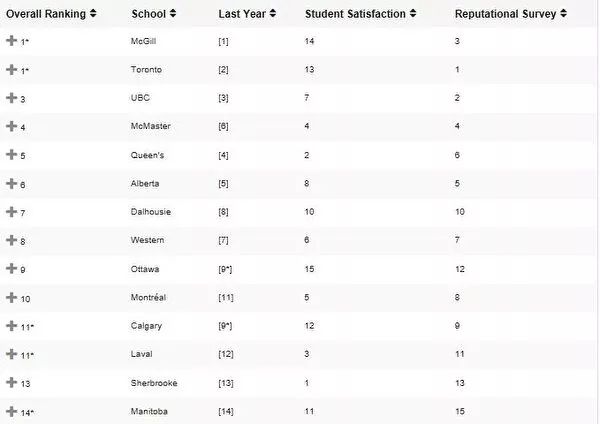 Overall Ranking School Last Year Student Satisfaction Reputational Survey
1* McGill [1] 14 3
1* Toronto [2] 13 1
3 UBC [3] 7 2
4 McMaster [6] 4 4
5 Queen's [4] 2 6
6 Alberta [5] 8 5
7 Dalhousie [8] 10 10
8 Western [7] 6 7
9 Ottawa [9*] 15 12
10 Montréal [11] 5 8
11* Calgary [9*] 12 9
11* Laval [12] 3 11
13 Sherbrooke [13] 1 13
14* Manitoba [14] 11 15